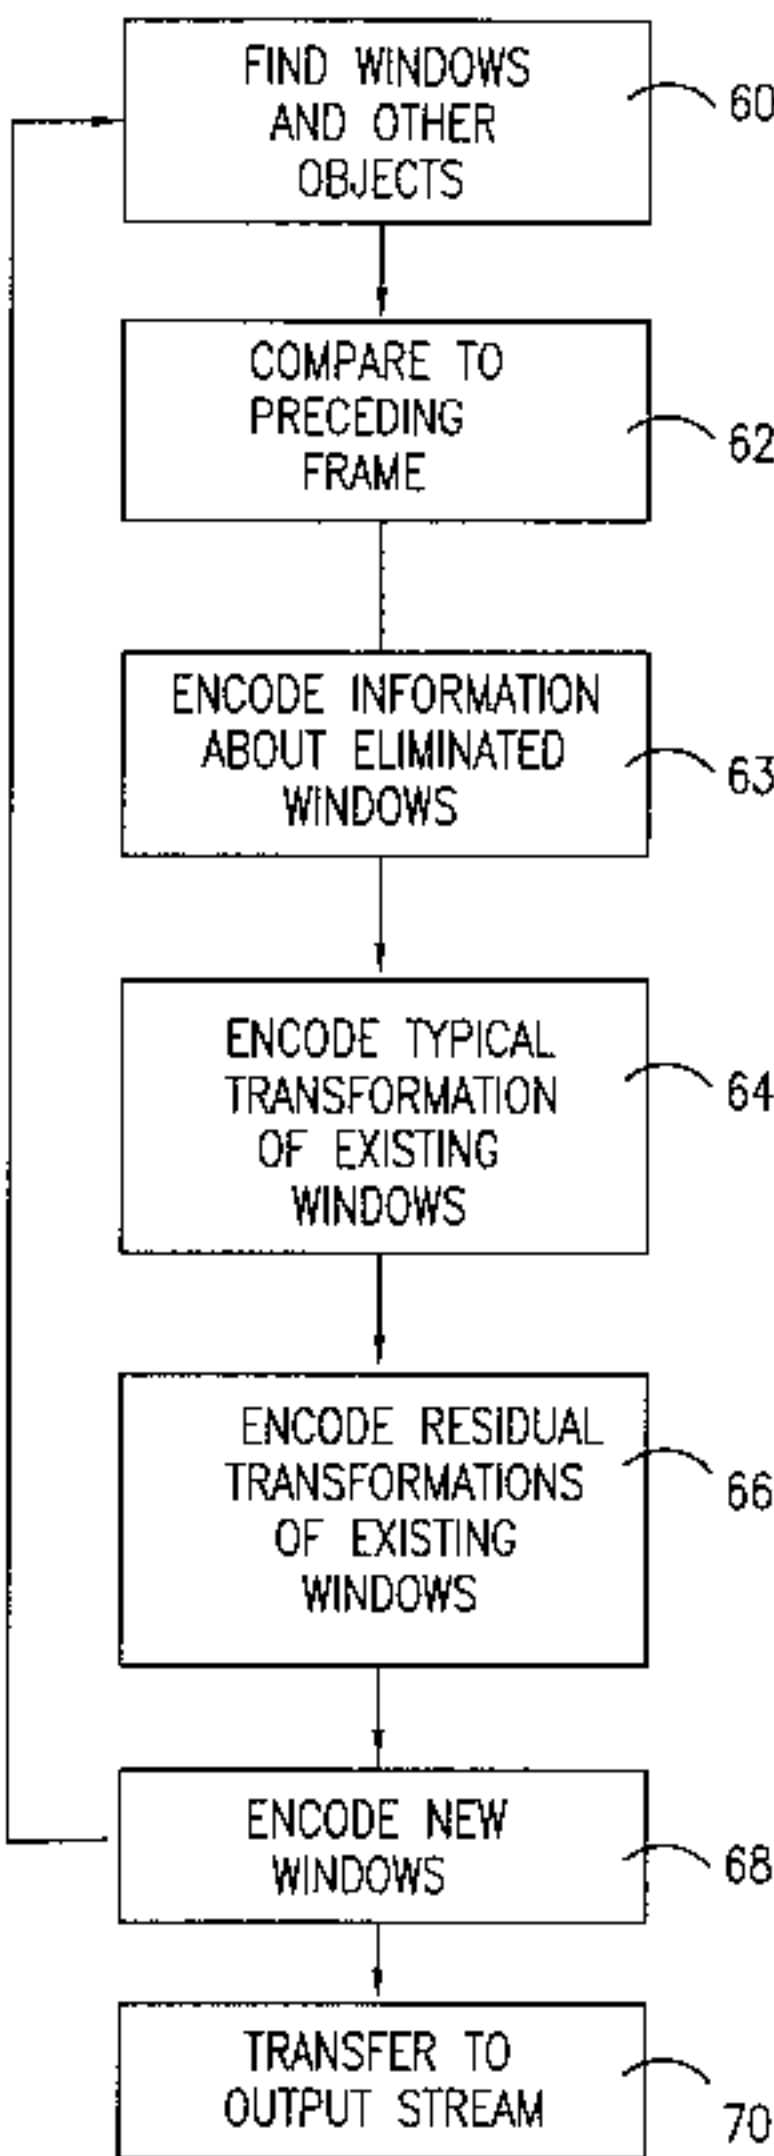 FIND WINDOWS
AND OTHER
OBJECTS
60
COMPARE TO
PRECEDING
FRAME
62
ENCODE INFORMATION
ABOUT ELIMINATED
WINDOWS
63
ENCODE TYPICAL
TRANSFORMATION
OF EXISTING
WINDOWS
64
ENCODE RESIDUAL
TRANSFORMATIONS
OF EXISTING
WINDOWS
66
ENCODE NEW
WINDOWS
68
TRANSFER TO
OUTPUT STREAM
70